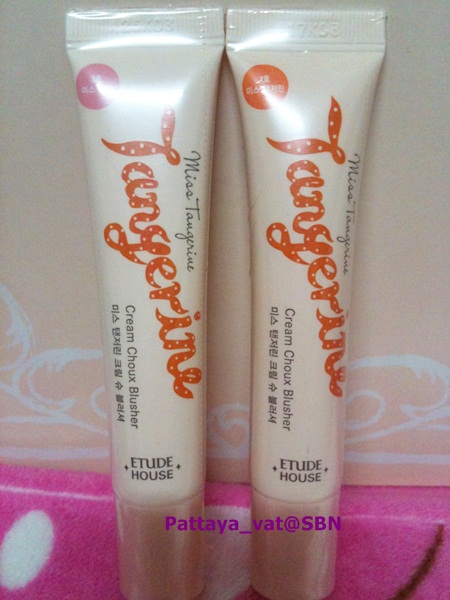 Tangerine
Miss Tangerine
Cream Choux Blusher
미스 탠저린 크림 슈 블러셔
ETUDE
HOUSE
2호
Tangerine
Miss Tangerine
Cream Choux Blusher
미스 탠저린 크림 슈 블러셔
ETUDE
HOUSE
Pattaya_vat@SBN